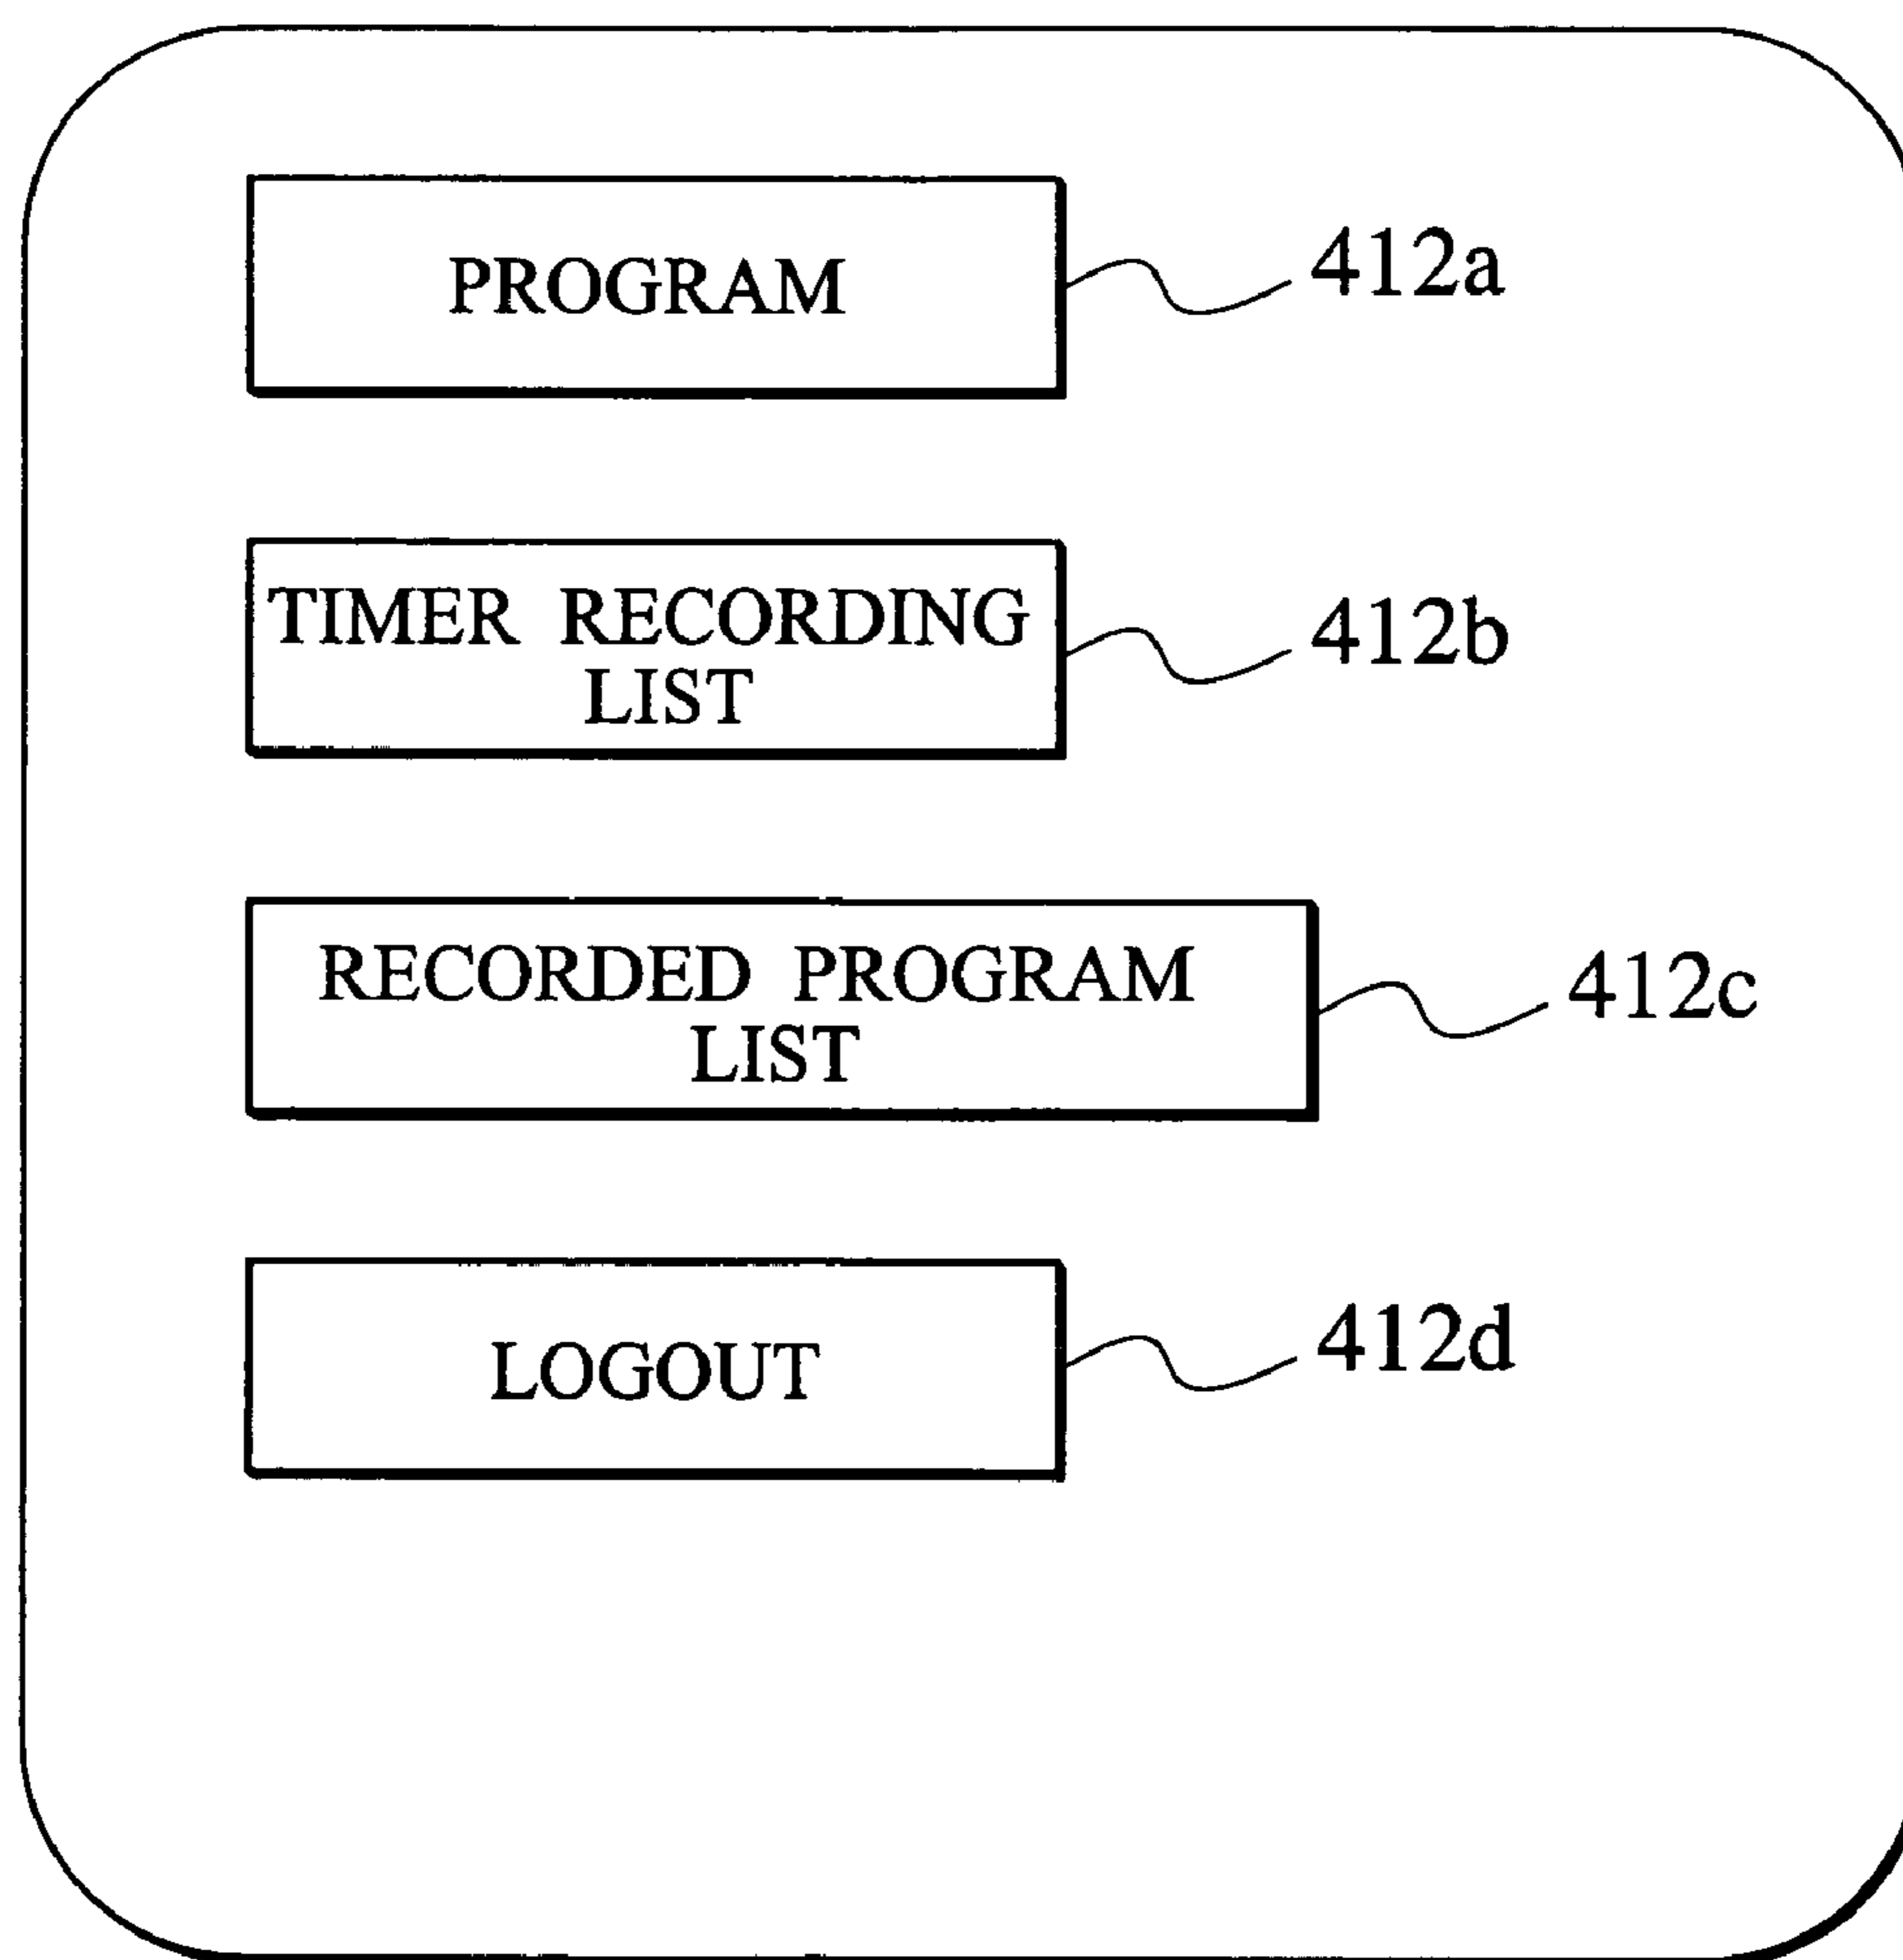 PROGRAM
412a
TIMER RECORDING
LIST
412b
RECORDED PROGRAM
LIST
412c
LOGOUT
412d